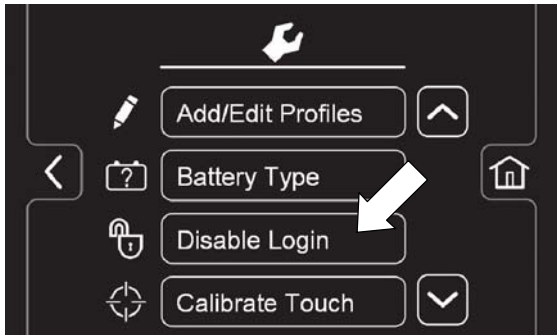 Add/Edit Profiles
Battery Type
Disable Login
Calibrate Touch